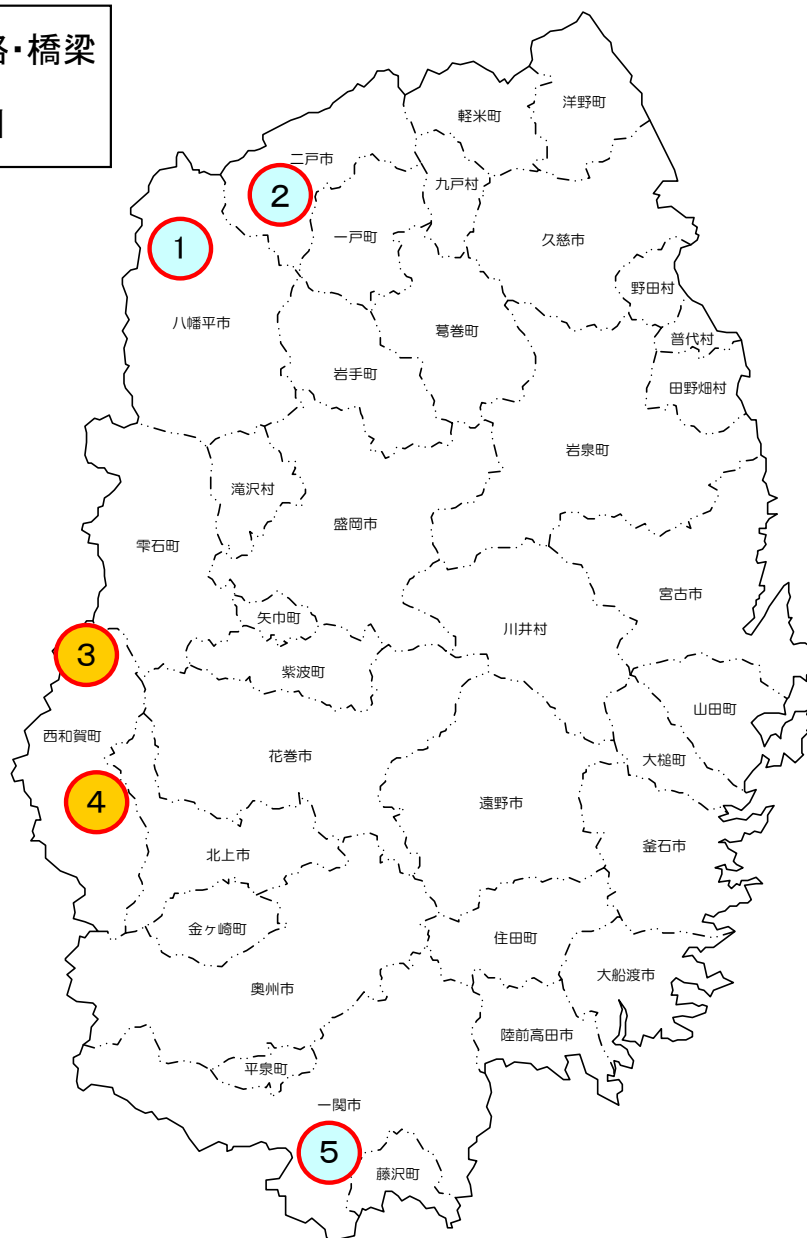 ・橋梁
洋野町
軽米町
二戸市
九戸村
2
一戸町
久慈市
1
野田村
八幡平市
葛巻町
普代村
岩手町
田野畑村
岩泉町
滝沢村
盛岡市
雫石町
宮古市
矢巾町
川井村
3
紫波町
山田町
西和賀町
花巻市
大槌町
4
遠野市
釜石市
北上市
金ヶ崎町
住田町
大船渡市
奥州市
陸前高田市
平泉町
一関市
5
藤沢町